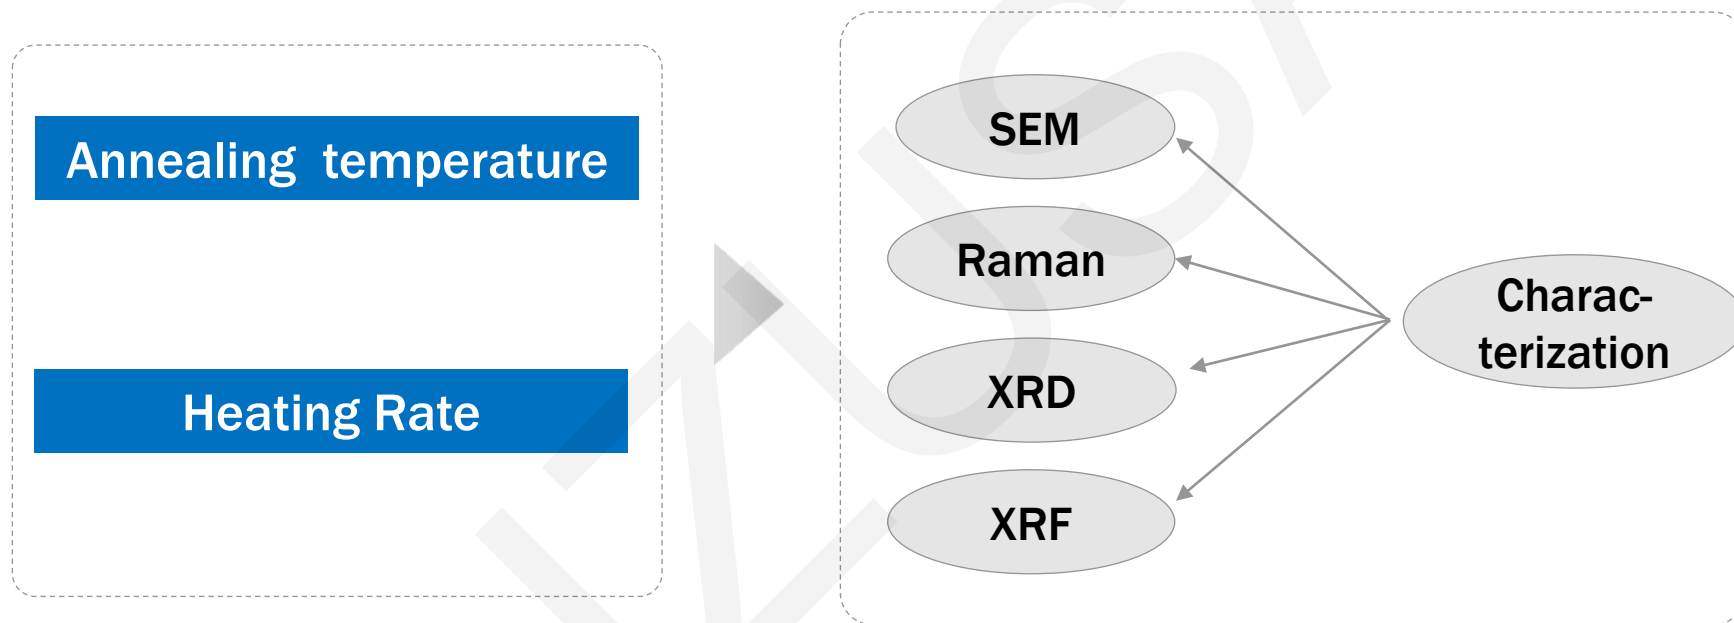 Annealing  temperature
Heating Rate
SEM
Raman
XRD
XRF
Charac-
terization